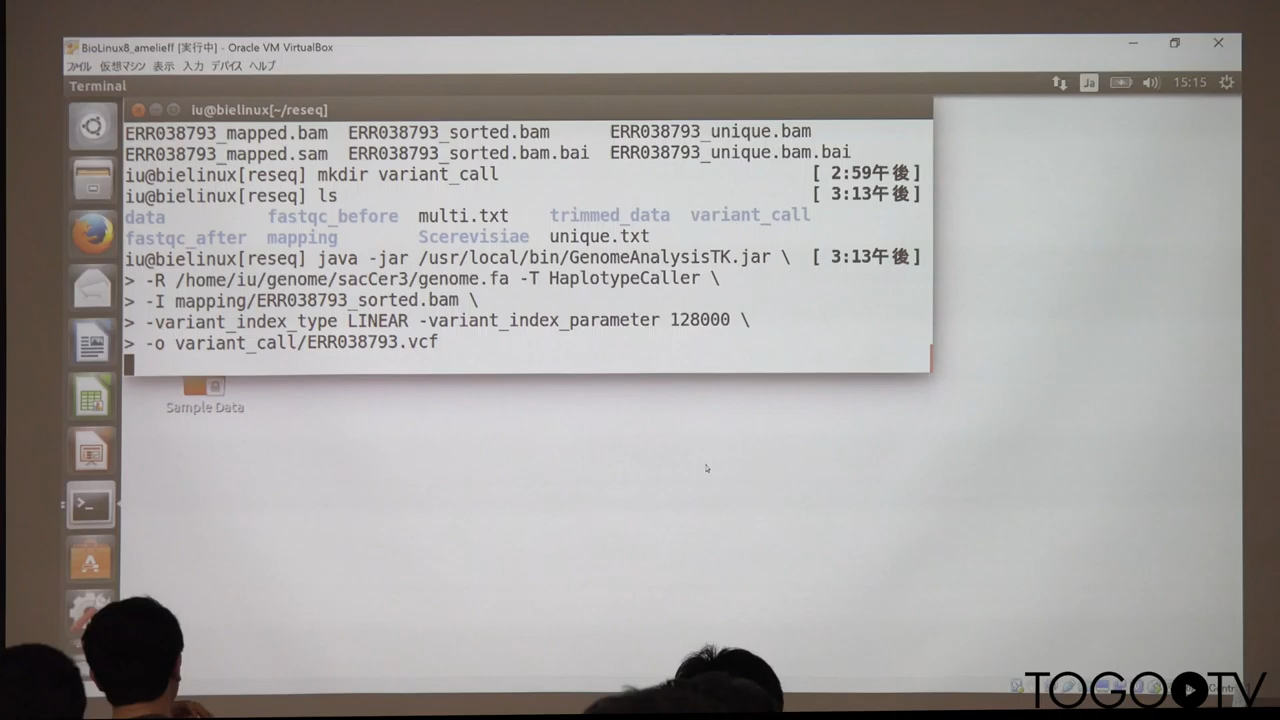 BioLinux8_amelieff [実行中] - Oracle VM VirtualBox
ファイル 仮想マシン 表示 入力 デバイス ヘルプ
Terminal
Ja
15:15
iu@bielinux[~/reseq]
ERR038793_mapped.bam ERR038793_sorted.bam ERR038793_unique.bam
ERR038793_mapped.sam ERR038793_sorted.bam.bai ERR038793_unique.bam.bai
iu@bielinux[reseq] mkdir variant_call [ 2:59午後]
iu@bielinux[reseq] ls [ 3:13午後]
data fastqc_before multi.txt trimmed_data variant_call
fastqc_after mapping Scerevisiae unique.txt
iu@bielinux[reseq] java -jar /usr/local/bin/GenomeAnalysisTK.jar \ [ 3:13午後]
> -R /home/iu/genome/sacCer3/genome.fa -T HaplotypeCaller \
> -I mapping/ERR038793_sorted.bam \
> -variant_index_type LINEAR -variant_index_parameter 128000 \
> -o variant_call/ERR038793.vcf
Sample Data
TOGOTV